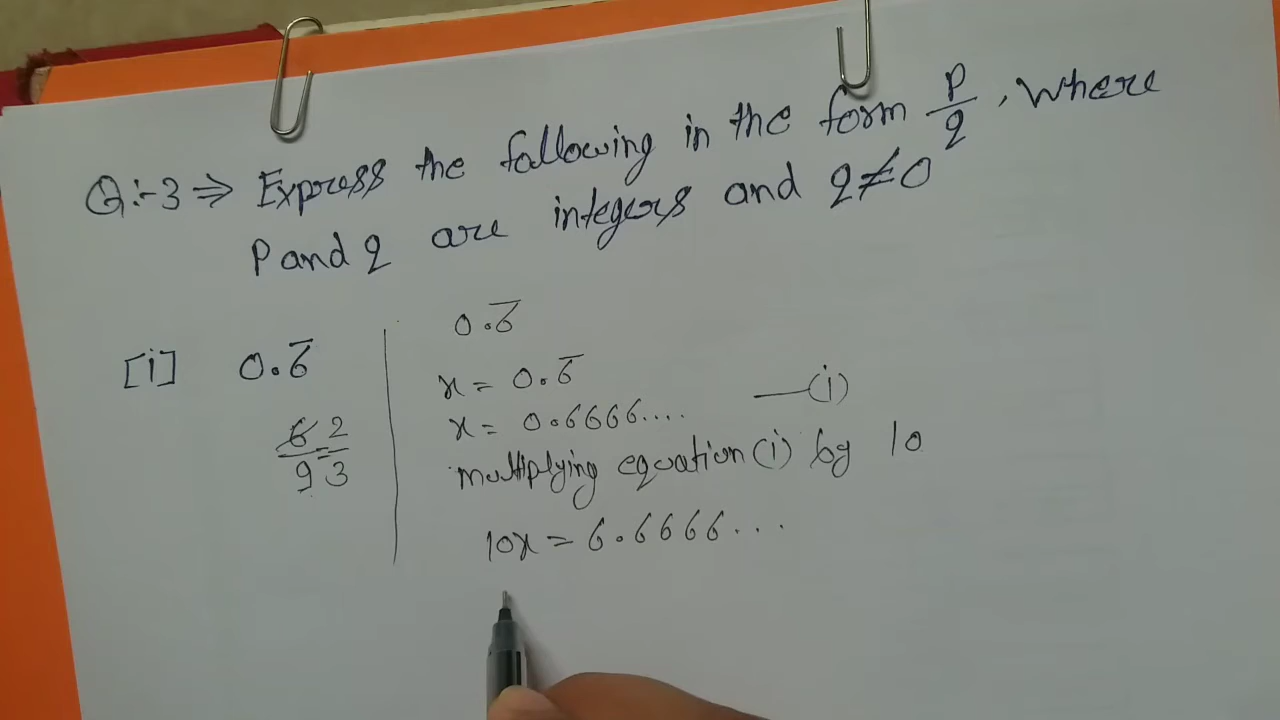 Q:-3 ⇒ Express the following in the form P/q, where
P and q are integers and q≠0
[i] 0.6̅
6/9 = 2/3
0.6̅
x = 0.6̅
x = 0.6666.... —(i)
multiplying equation (i) by 10
10x = 6.6666...